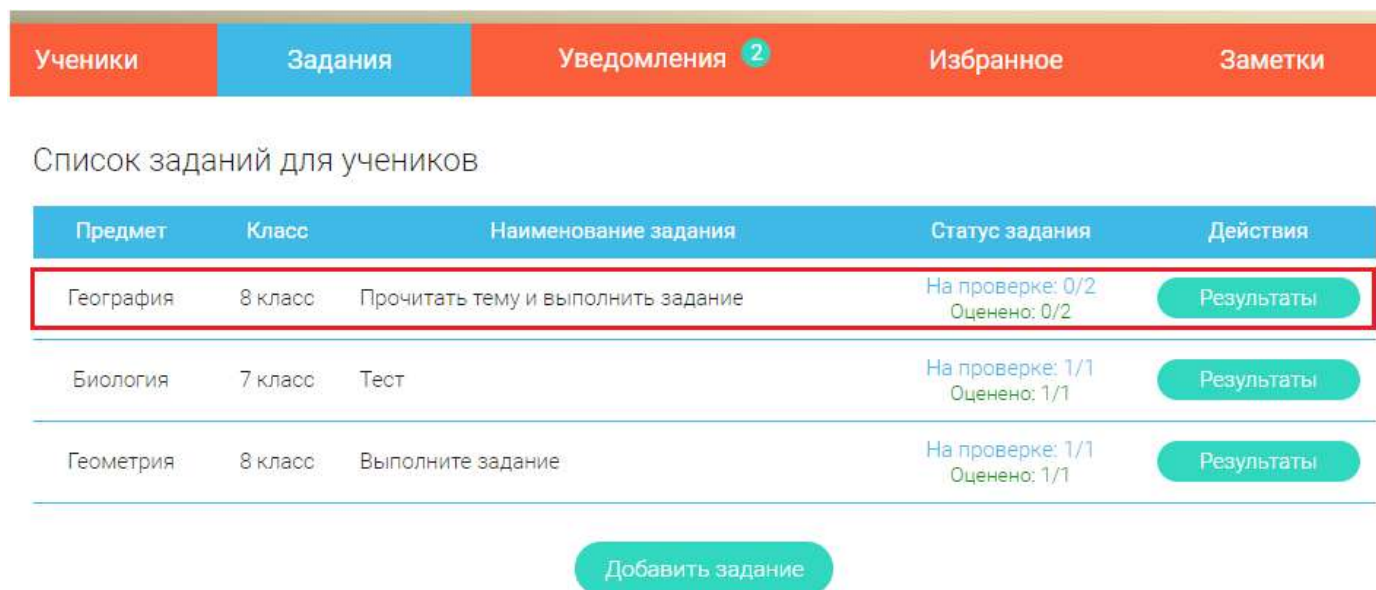 Ученики Задания Уведомления 2 Избранное Заметки
Список заданий для учеников
Предмет Класс Наименование задания Статус задания Действия
География 8 класс Прочитать тему и выполнить задание На проверке: 0/2 Результаты
Оценено: 0/2
Биология 7 класс Тест На проверке: 1/1 Результаты
Оценено: 1/1
Геометрия 8 класс Выполните задание На проверке: 1/1 Результаты
Оценено: 1/1
Добавить задание